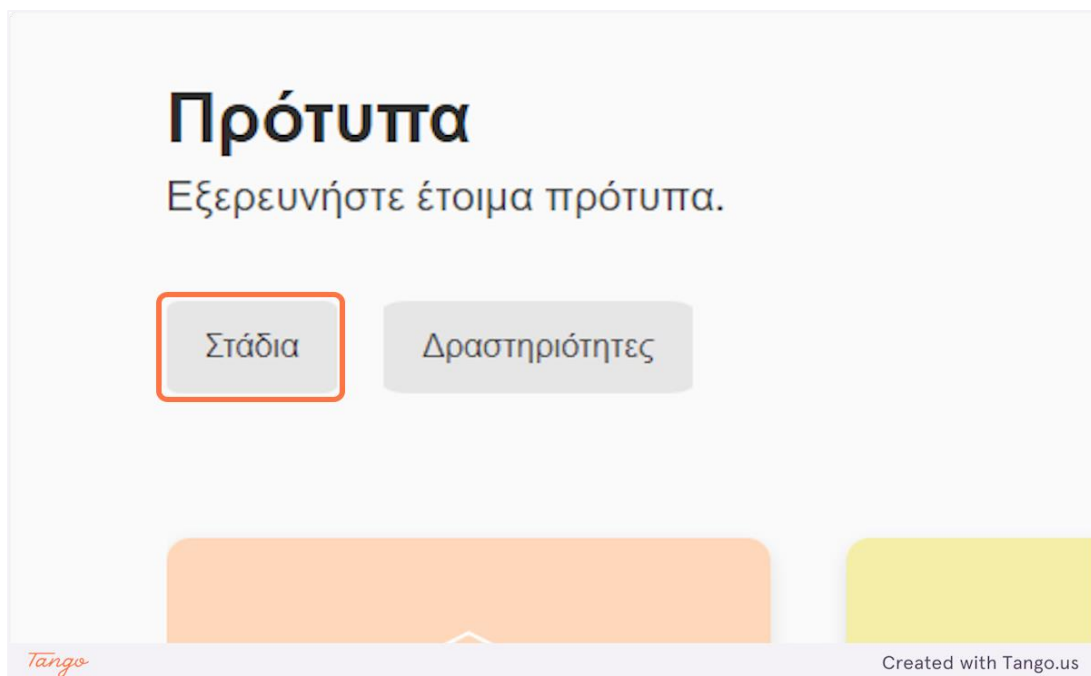 Πρότυπα
Εξερευνήστε έτοιμα πρότυπα.
Στάδια
Δραστηριότητες
Tango
Created with Tango.us